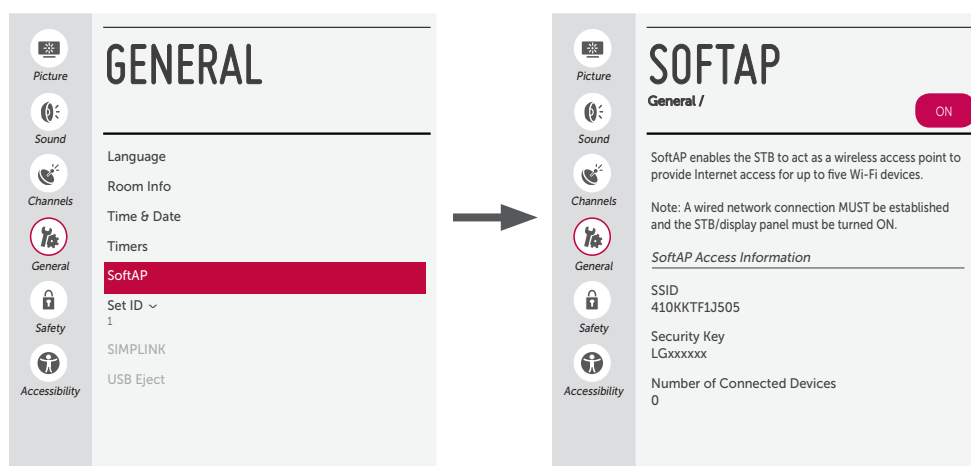 Picture
Sound
Channels
General
Safety
Accessibility
GENERAL
Language
Room Info
Time & Date
Timers
SoftAP
Set ID
1
SIMPLINK
USB Eject
Picture
Sound
Channels
General
Safety
Accessibility
SOFTAP
General /
ON
SoftAP enables the STB to act as a wireless access point to
provide Internet access for up to five Wi-Fi devices.
Note: A wired network connection MUST be established
and the STB/display panel must be turned ON.
SoftAP Access Information
SSID
410KKTF1J505
Security Key
LGxxxxxx
Number of Connected Devices
0